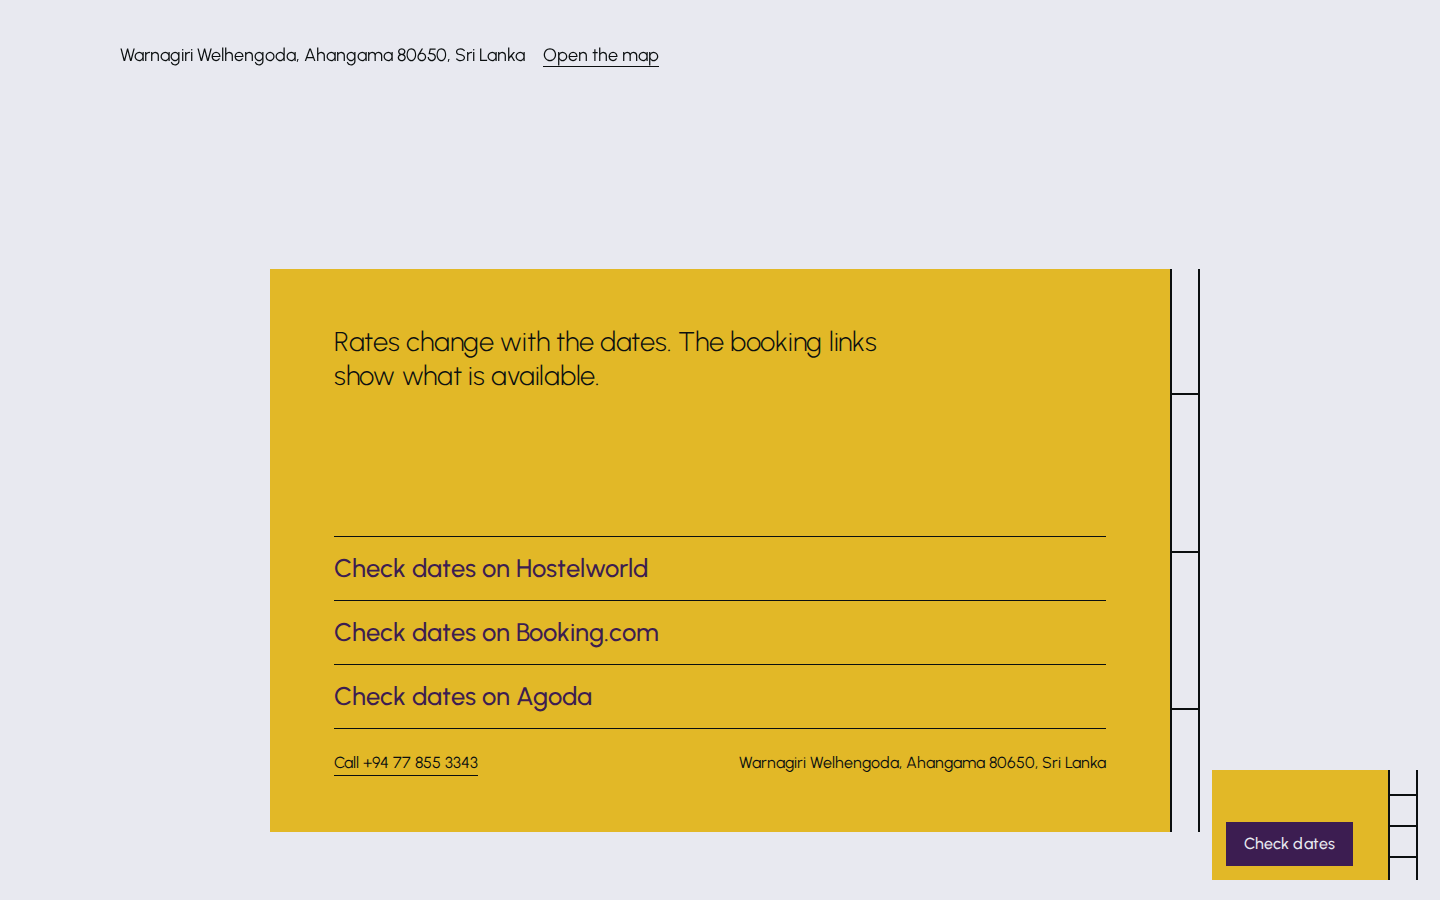 Warnagiri Welhengoda, Ahangama 80650, Sri Lanka Open the map
Rates change with the dates. The booking links
show what is available.
Check dates on Hostelworld
Check dates on Booking.com
Check dates on Agoda
Call +94 77 855 3343 Warnagiri Welhengoda, Ahangama 80650, Sri Lanka
Check dates